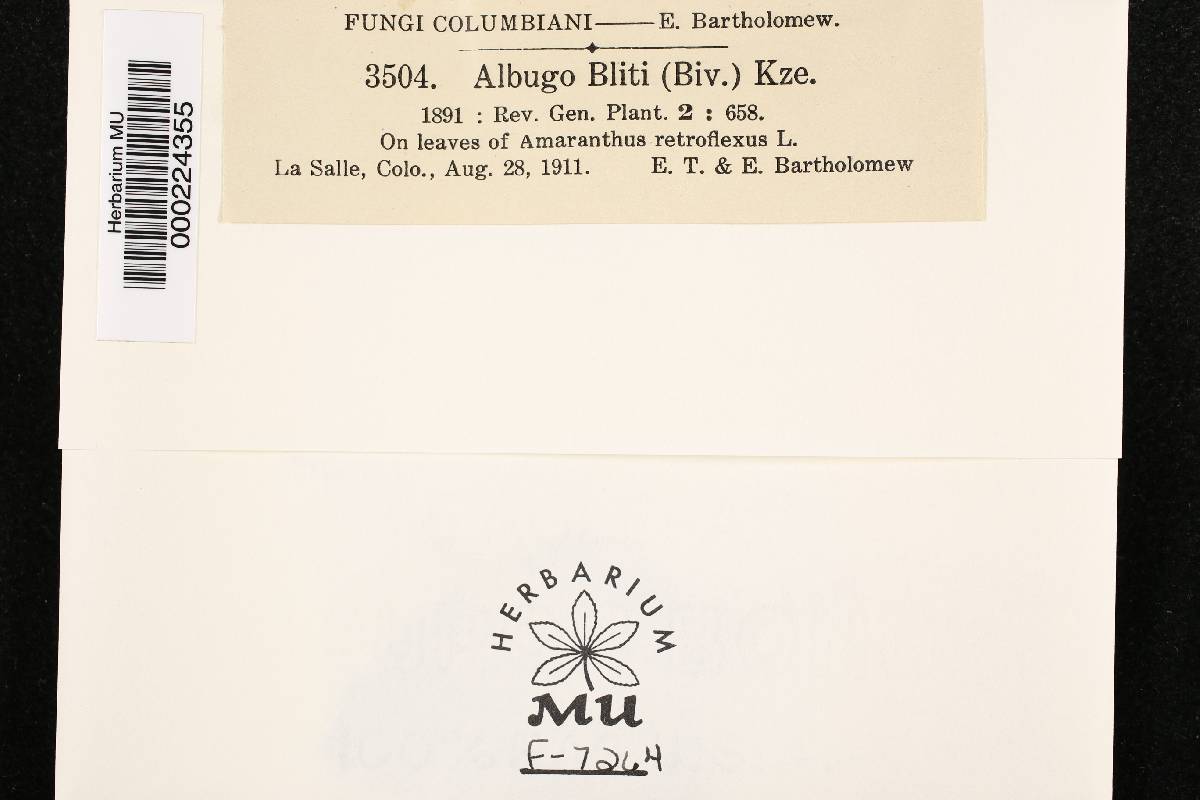 FUNGI COLUMBIANI——E. Bartholomew.
3504. Albugo Bliti (Biv.) Kze.
1891 : Rev. Gen. Plant. 2 : 658.
On leaves of Amaranthus retroflexus L.
La Salle, Colo., Aug. 28, 1911. E. T. & E. Bartholomew
Herbarium MU
000224355
HERBARIUM
MU
F-7264